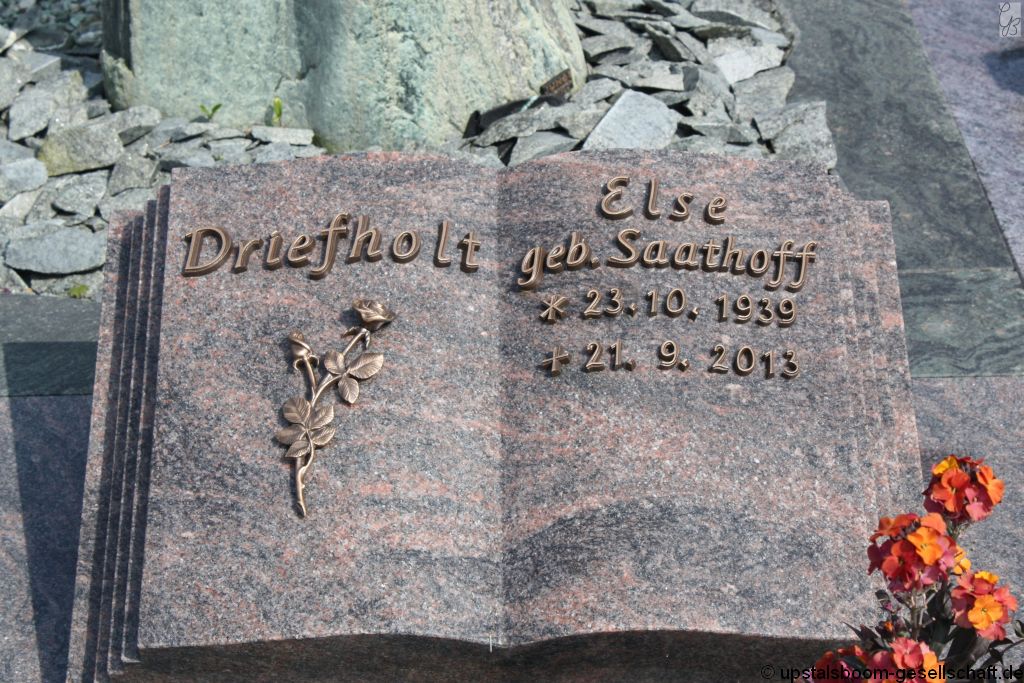 Driefholt
Else
geb. Saathoff
* 23.10. 1939
+ 21. 9. 2013
© upstalsboom-gesellschaft.de